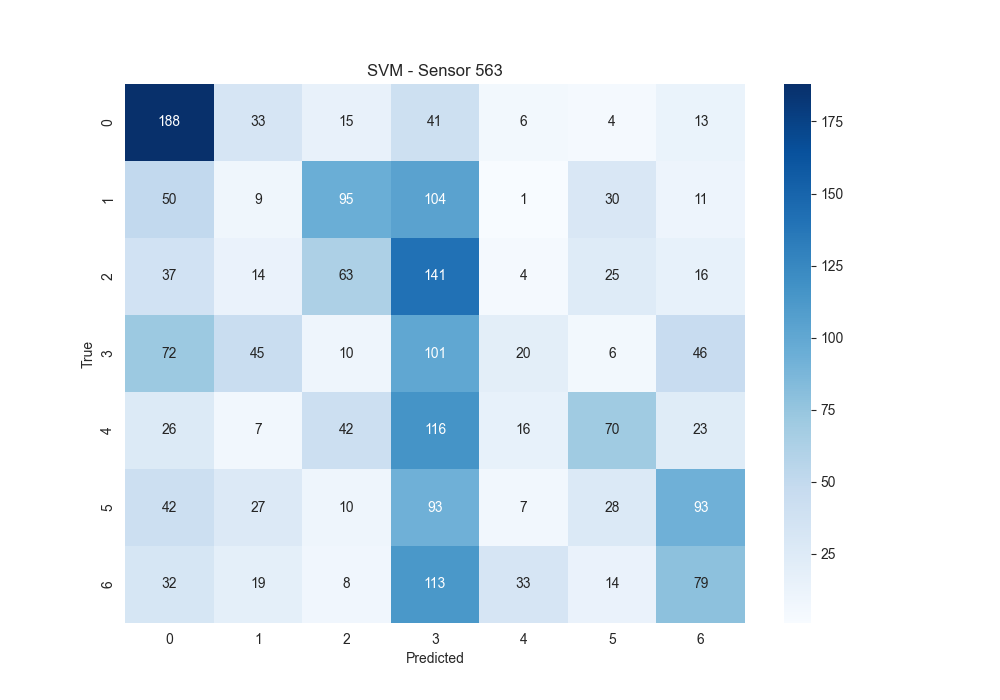 SVM - Sensor 563
0 188 33 15 41 6 4 13
1 50 9 95 104 1 30 11
2 37 14 63 141 4 25 16
3 72 45 10 101 20 6 46
4 26 7 42 116 16 70 23
5 42 27 10 93 7 28 93
6 32 19 8 113 33 14 79
0 1 2 3 4 5 6
Predicted
True
175
150
125
100
75
50
25